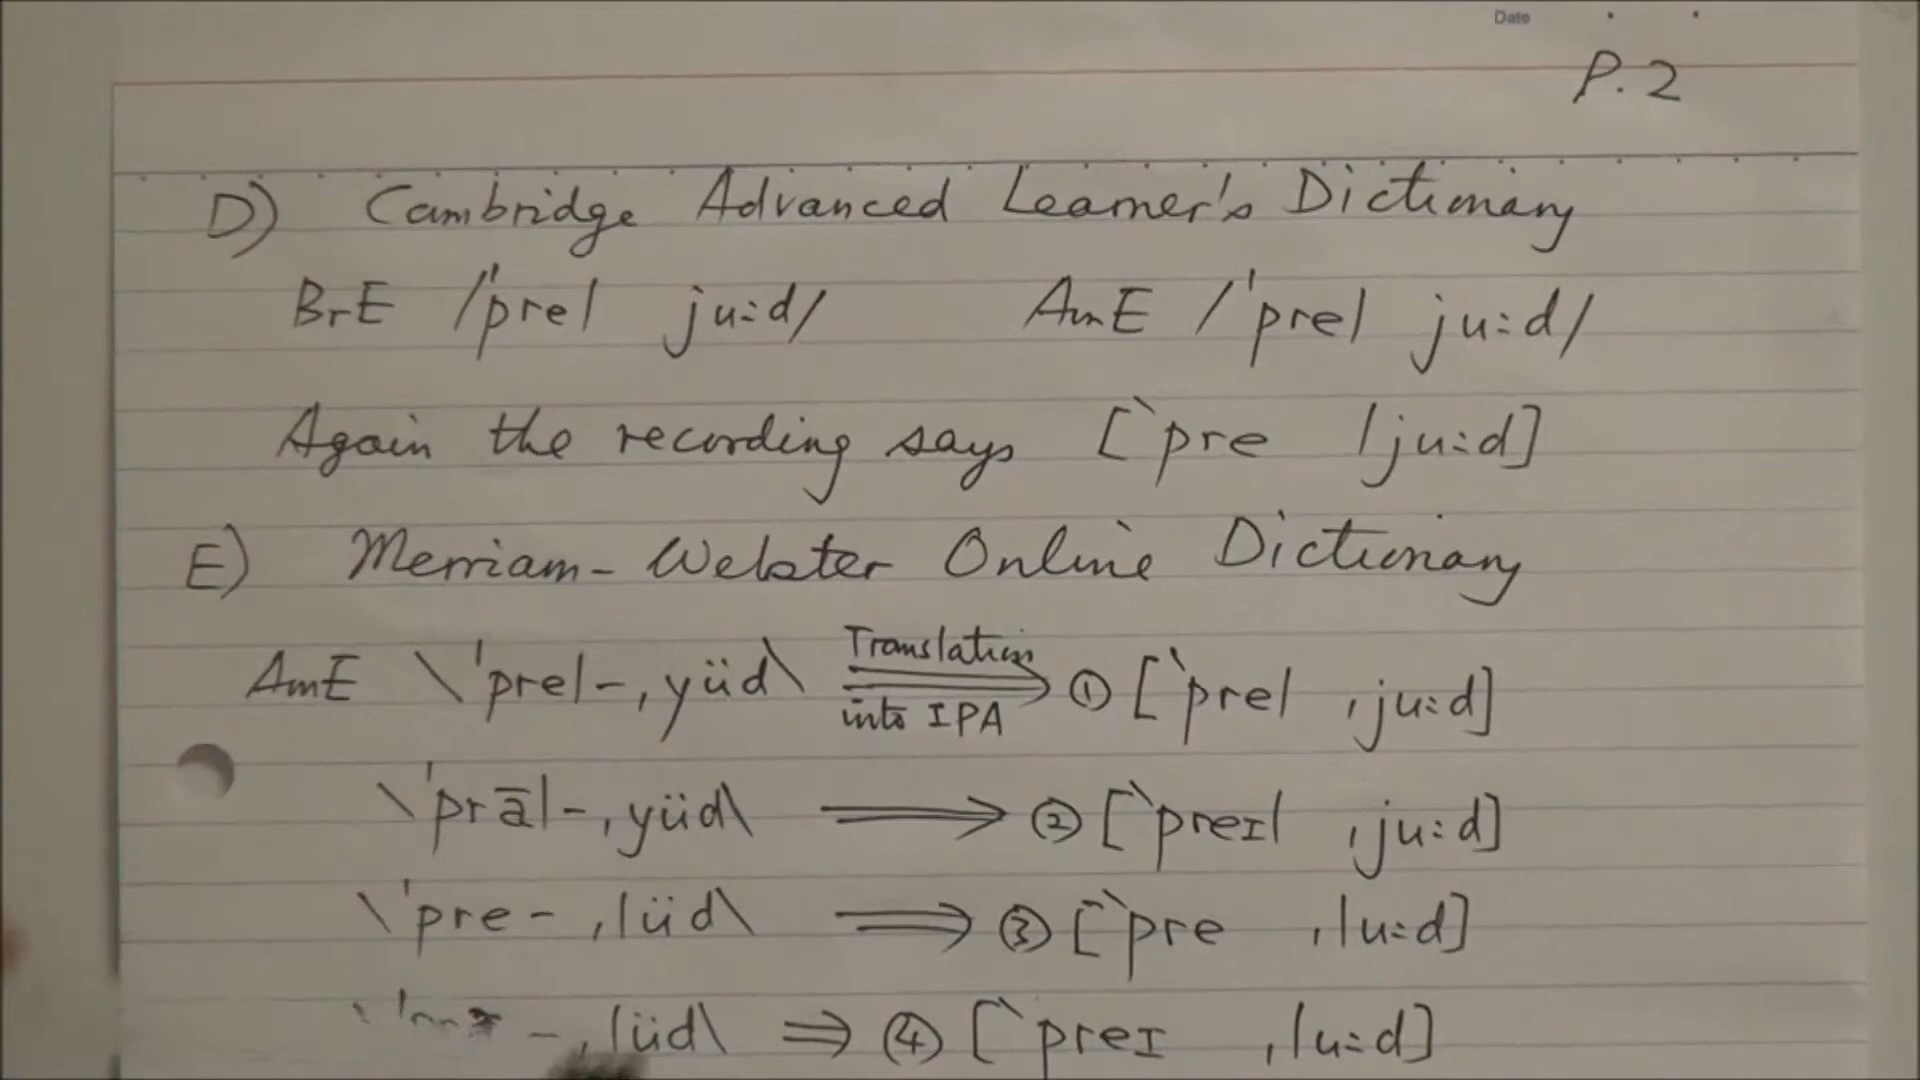 Date
P.2
D) Cambridge Advanced Learner's Dictionary
BrE /ˈprel juːd/ AmE /ˈprel juːd/
Again the recording says [ˋpre ljuːd]
E) Merriam-Webster Online Dictionary
AmE \ˈprel-ˌyüd\ Translation into IPA ① [ˋprel ˌjuːd]
\ˈprāl-ˌyüd\ ⟹ ② [ˋpreɪl ˌjuːd]
\ˈpre-ˌlüd\ ⟹ ③ [ˋpre ˌluːd]
-ˌlüd\ ⟹ ④ [ˋpreɪ ˌluːd]